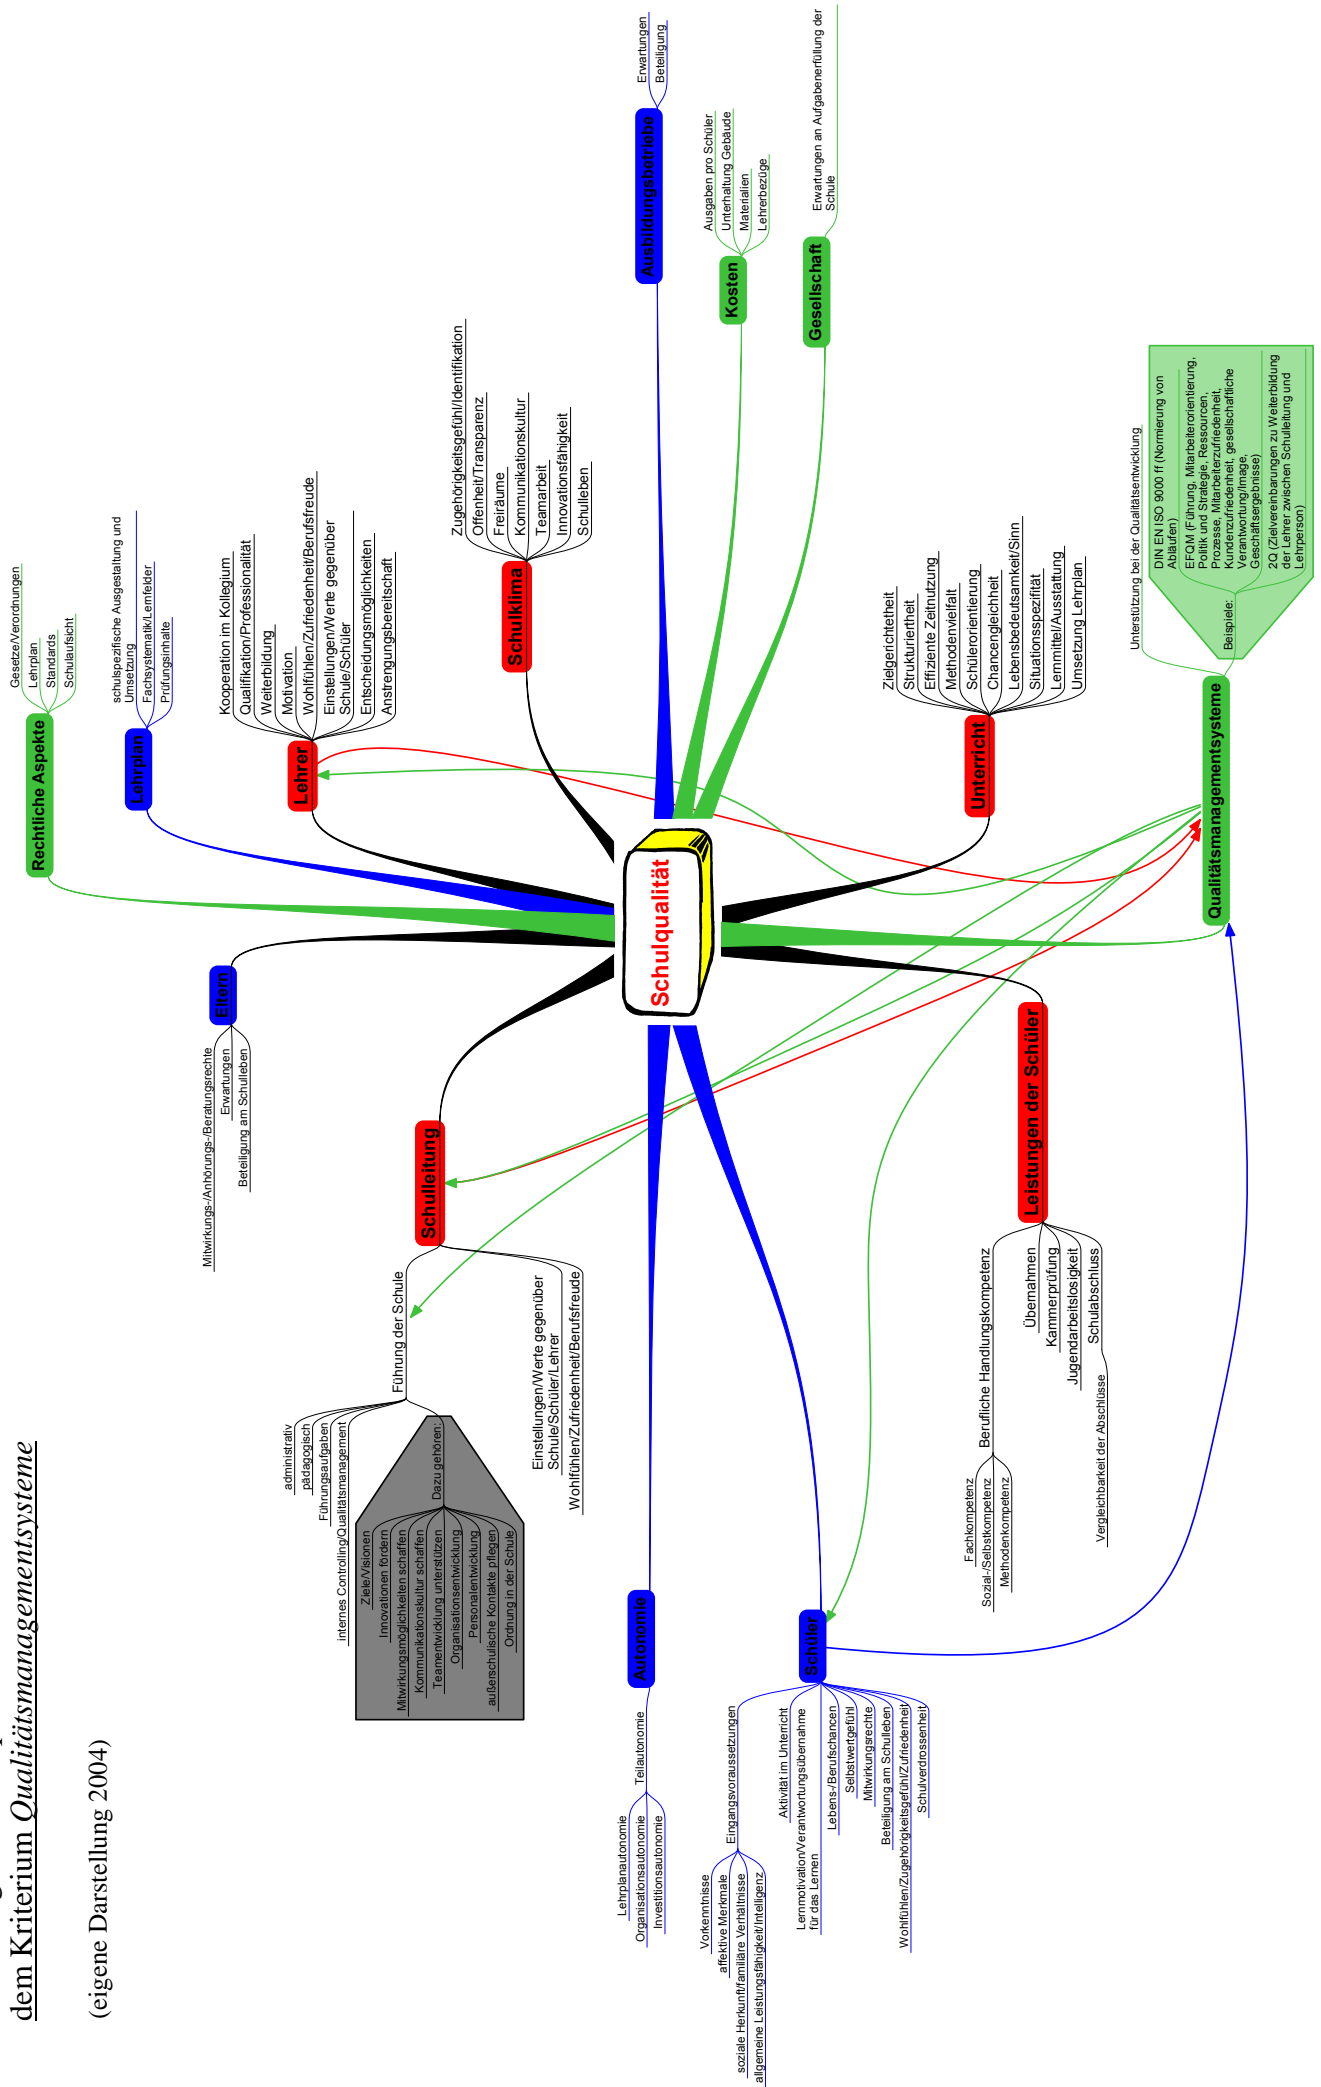 dem Kriterium Qualitätsmanagementsysteme
(eigene Darstellung 2004)
Schulqualität
Rechtliche Aspekte
Gesetze/Verordnungen
Lehrplan
Standards
Schulaufsicht
Lehrplan
schulspezifische Ausgestaltung und
Umsetzung
Fachsystematik/Lernfelder
Prüfungsinhalte
Lehrer
Kooperation im Kollegium
Qualifikation/Professionalität
Weiterbildung
Motivation
Wohlfühlen/Zufriedenheit/Berufsfreude
Einstellungen/Werte gegenüber
Schule/Schüler
Entscheidungsmöglichkeiten
Anstrengungsbereitschaft
Schulklima
Zugehörigkeitsgefühl/Identifikation
Offenheit/Transparenz
Freiräume
Kommunikationskultur
Teamarbeit
Innovationsfähigkeit
Schulleben
Ausbildungsbetriebe
Erwartungen
Beteiligung
Kosten
Ausgaben pro Schüler
Unterhaltung Gebäude
Materialien
Lehrerbezüge
Gesellschaft
Erwartungen an Aufgabenerfüllung der
Schule
Unterricht
Zielgerichtetheit
Strukturiertheit
Effiziente Zeitnutzung
Methodenvielfalt
Schülerorientierung
Chancengleichheit
Lebensbedeutsamkeit/Sinn
Situationsspezifität
Lernmittel/Ausstattung
Umsetzung Lehrplan
Qualitätsmanagementsysteme
Unterstützung bei der Qualitätsentwicklung
Beispiele:
DIN EN ISO 9000 ff (Normierung von
Abläufen)
EFQM (Führung, Mitarbeiterorientierung,
Politik und Strategie, Ressourcen,
Prozesse, Mitarbeiterzufriedenheit,
Kundenzufriedenheit, gesellschaftliche
Verantwortung/Image,
Geschäftsergebnisse)
2Q (Zielvereinbarungen zu Weiterbildung
der Lehrer zwischen Schulleitung und
Lehrperson)
Eltern
Mitwirkungs-/Anhörungs-/Beratungsrechte
Erwartungen
Beteiligung am Schulleben
Schulleitung
Führung der Schule
administrativ
pädagogisch
Führungsaufgaben
internes Controlling/Qualitätsmanagement
Dazu gehören:
Ziele/Visionen
Innovationen fördern
Mitwirkungsmöglichkeiten schaffen
Kommunikationskultur schaffen
Teamentwicklung unterstützen
Organisationsentwicklung
Personalentwicklung
außerschulische Kontakte pflegen
Ordnung in der Schule
Einstellungen/Werte gegenüber
Schule/Schüler/Lehrer
Wohlfühlen/Zufriedenheit/Berufsfreude
Autonomie
Teilautonomie
Lehrplanautonomie
Organisationsautonomie
Investitionsautonomie
Schüler
Eingangsvoraussetzungen
Vorkenntnisse
affektive Merkmale
soziale Herkunft/familiäre Verhältnisse
allgemeine Leistungsfähigkeit/Intelligenz
Aktivität im Unterricht
Lernmotivation/Verantwortungsübernahme
für das Lernen
Lebens-/Berufschancen
Selbstwertgefühl
Mitwirkungsrechte
Beteiligung am Schulleben
Wohlfühlen/Zugehörigkeitsgefühl/Zufriedenheit
Schulverdrossenheit
Leistungen der Schüler
Berufliche Handlungskompetenz
Fachkompetenz
Sozial-/Selbstkompetenz
Methodenkompetenz
Übernahmen
Kammerprüfung
Jugendarbeitslosigkeit
Schulabschluss
Vergleichbarkeit der Abschlüsse